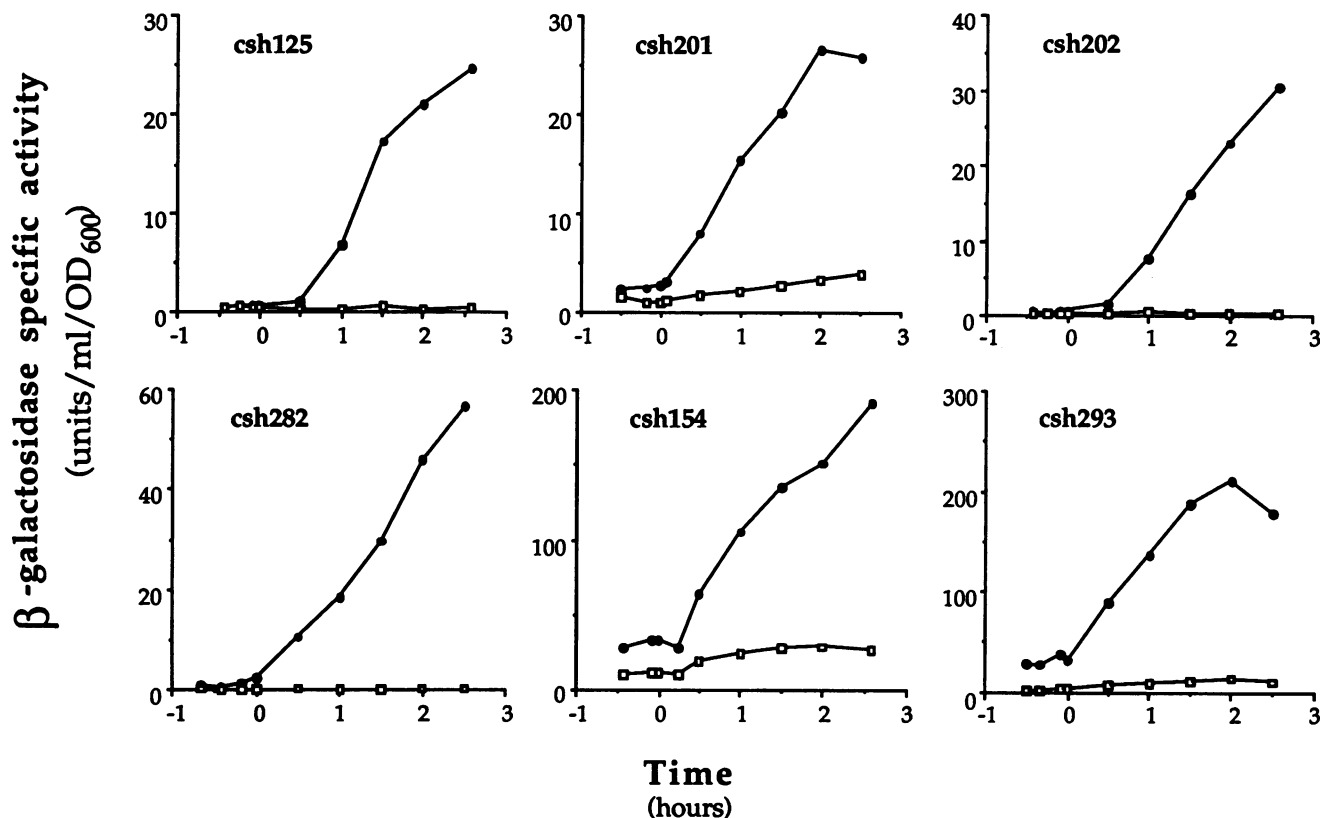 β-galactosidase specific activity
(units/ml/OD600)
csh125
30
20
10
0
-1 0 1 2 3
csh201
30
20
10
0
-1 0 1 2 3
csh202
40
30
20
10
0
-1 0 1 2 3
csh282
60
40
20
0
-1 0 1 2 3
csh154
200
100
0
-1 0 1 2 3
csh293
300
200
100
0
-1 0 1 2 3
Time
(hours)